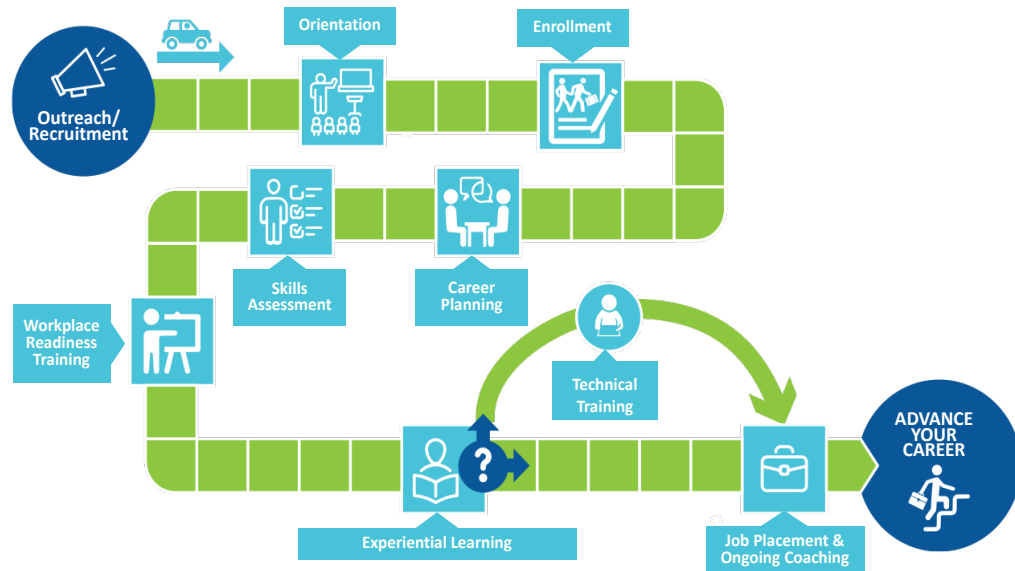 Orientation
Enrollment
Outreach/
Recruitment
Skills
Assessment
Career
Planning
Workplace
Readiness
Training
Technical
Training
ADVANCE
YOUR
CAREER
?
Experiential Learning
Job Placement &
Ongoing Coaching